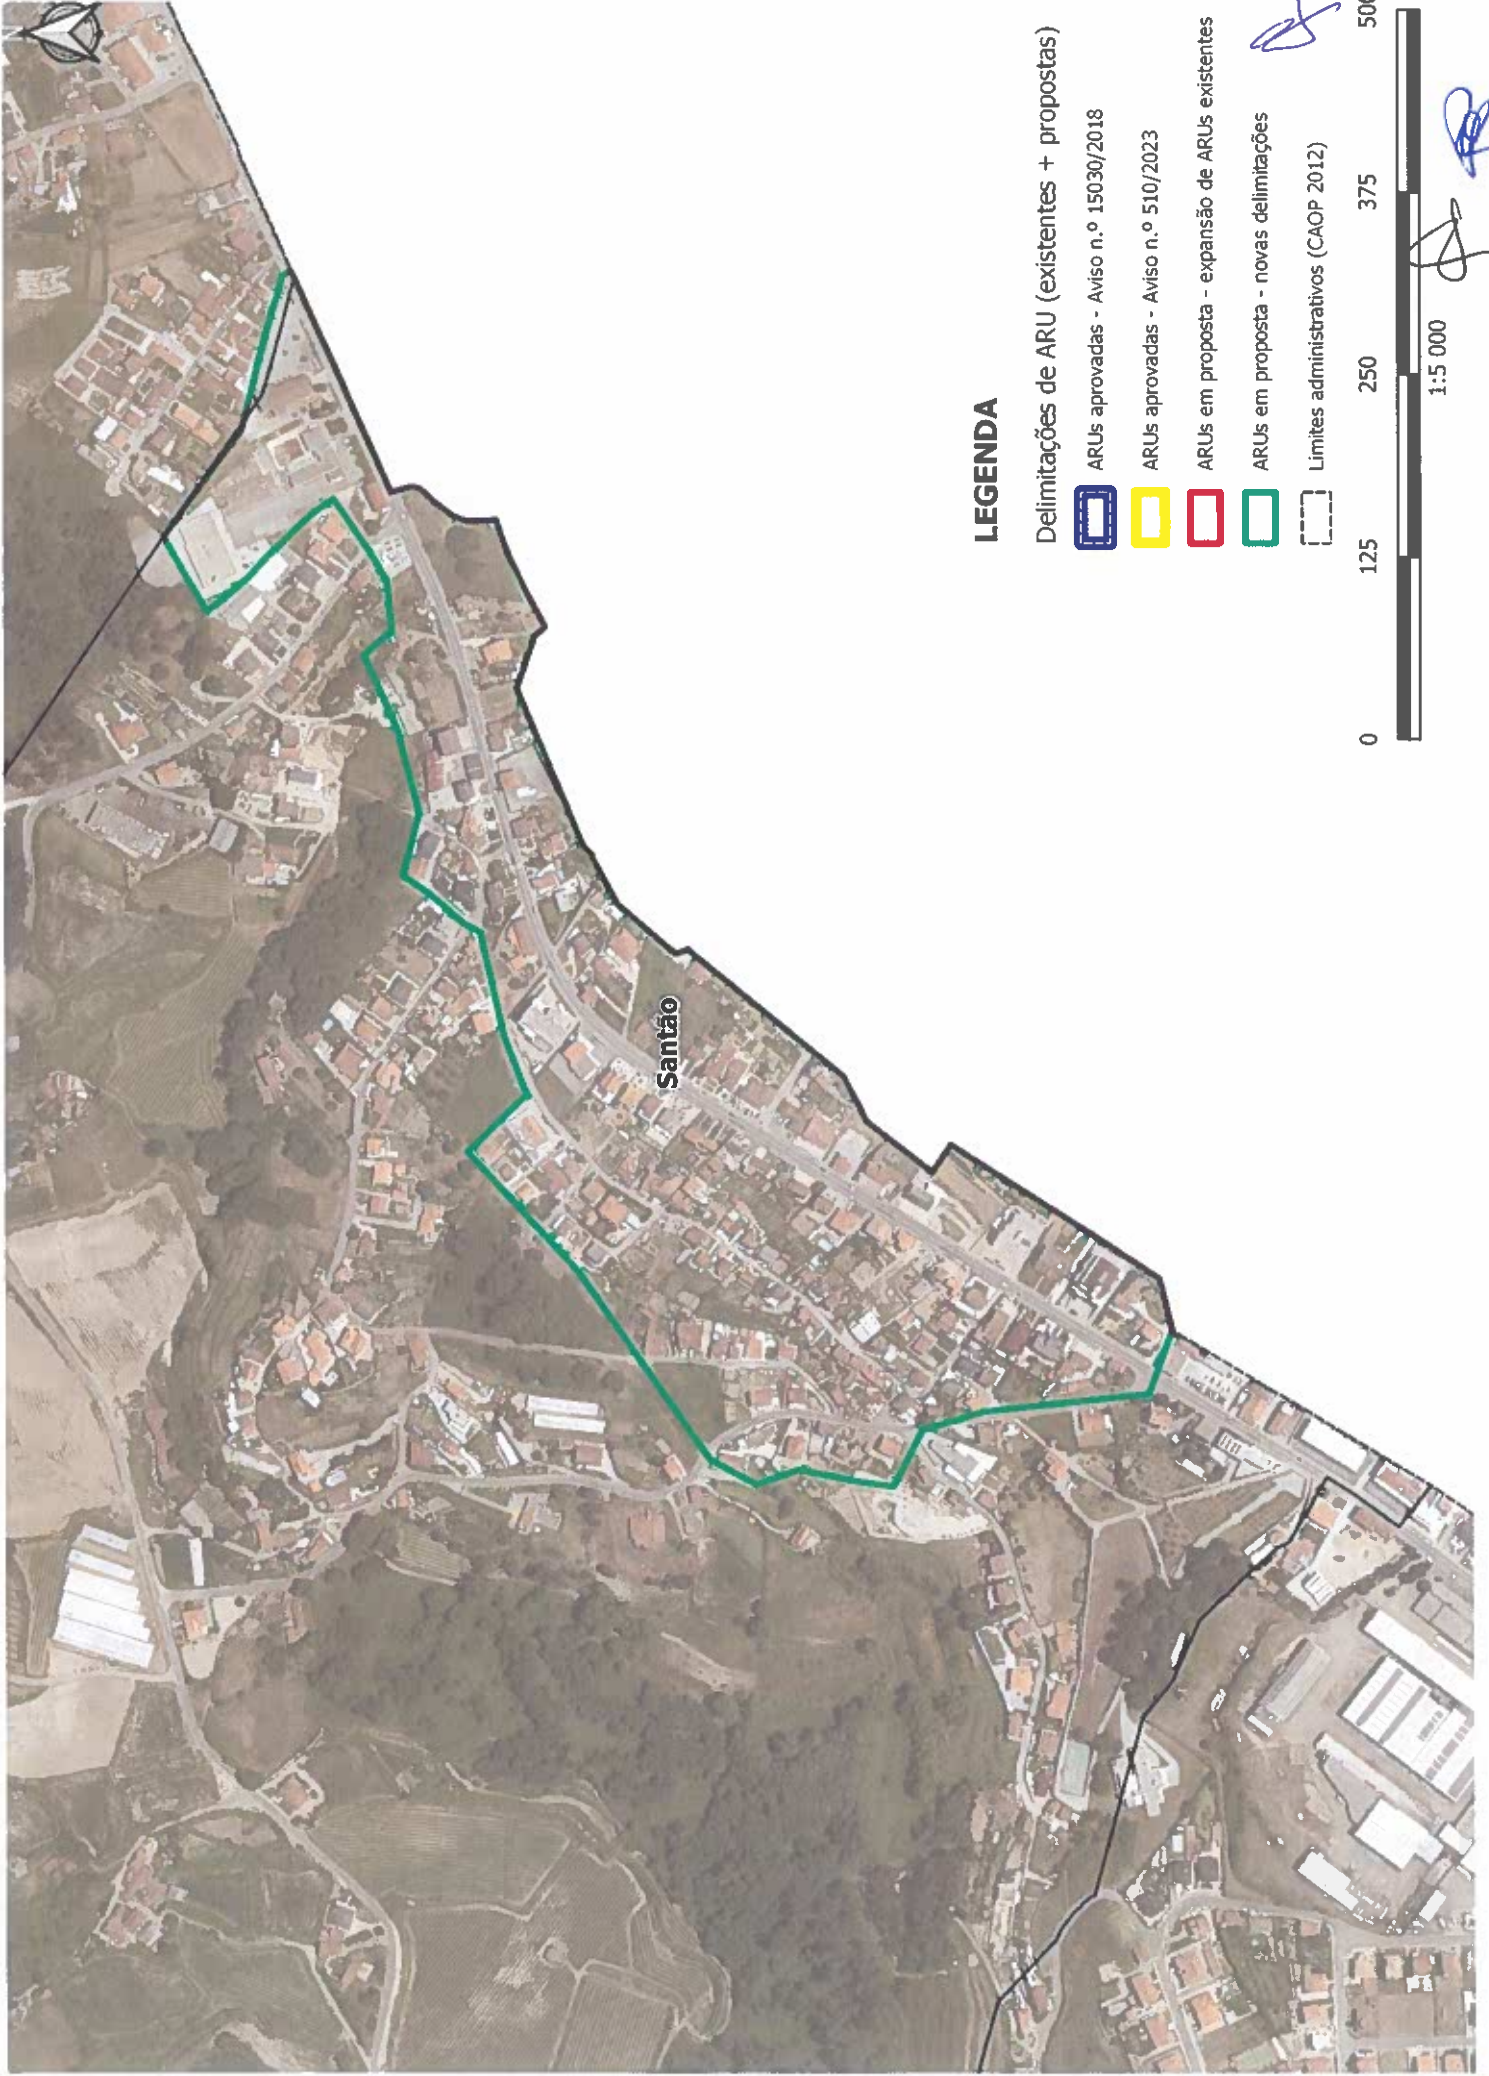 Santão
LEGENDA
Delimitações de ARU (existentes + propostas)
ARUs aprovadas - Aviso n.º 15030/2018
ARUs aprovadas - Aviso n.º 510/2023
ARUs em proposta - expansão de ARUs existentes
ARUs em proposta - novas delimitações
Limites administrativos (CAOP 2012)
0 125 250 375
1:5 000